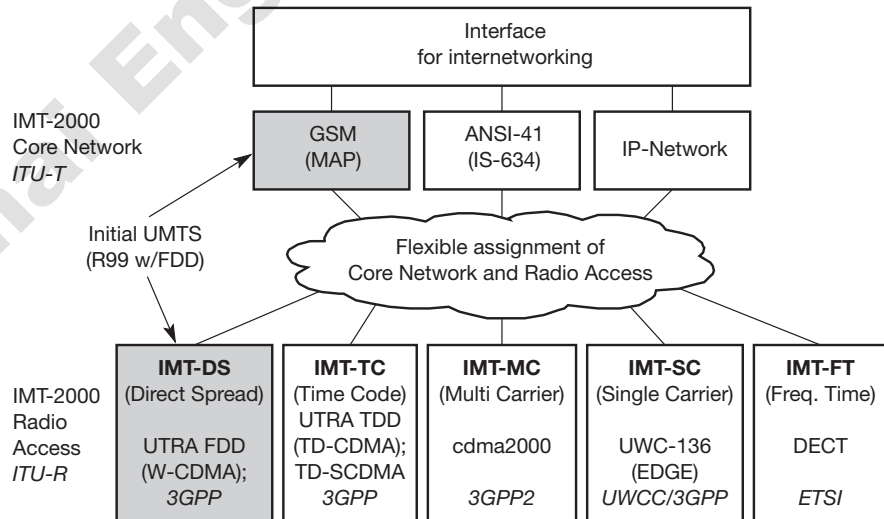 Interface
for internetworking
IMT-2000
Core Network
ITU-T
GSM
(MAP)
ANSI-41
(IS-634)
IP-Network
Initial UMTS
(R99 w/FDD)
Flexible assignment of
Core Network and Radio Access
IMT-2000
Radio
Access
ITU-R
IMT-DS
(Direct Spread)
UTRA FDD
(W-CDMA);
3GPP
IMT-TC
(Time Code)
UTRA TDD
(TD-CDMA);
TD-SCDMA
3GPP
IMT-MC
(Multi Carrier)
cdma2000
3GPP2
IMT-SC
(Single Carrier)
UWC-136
(EDGE)
UWCC/3GPP
IMT-FT
(Freq. Time)
DECT
ETSI